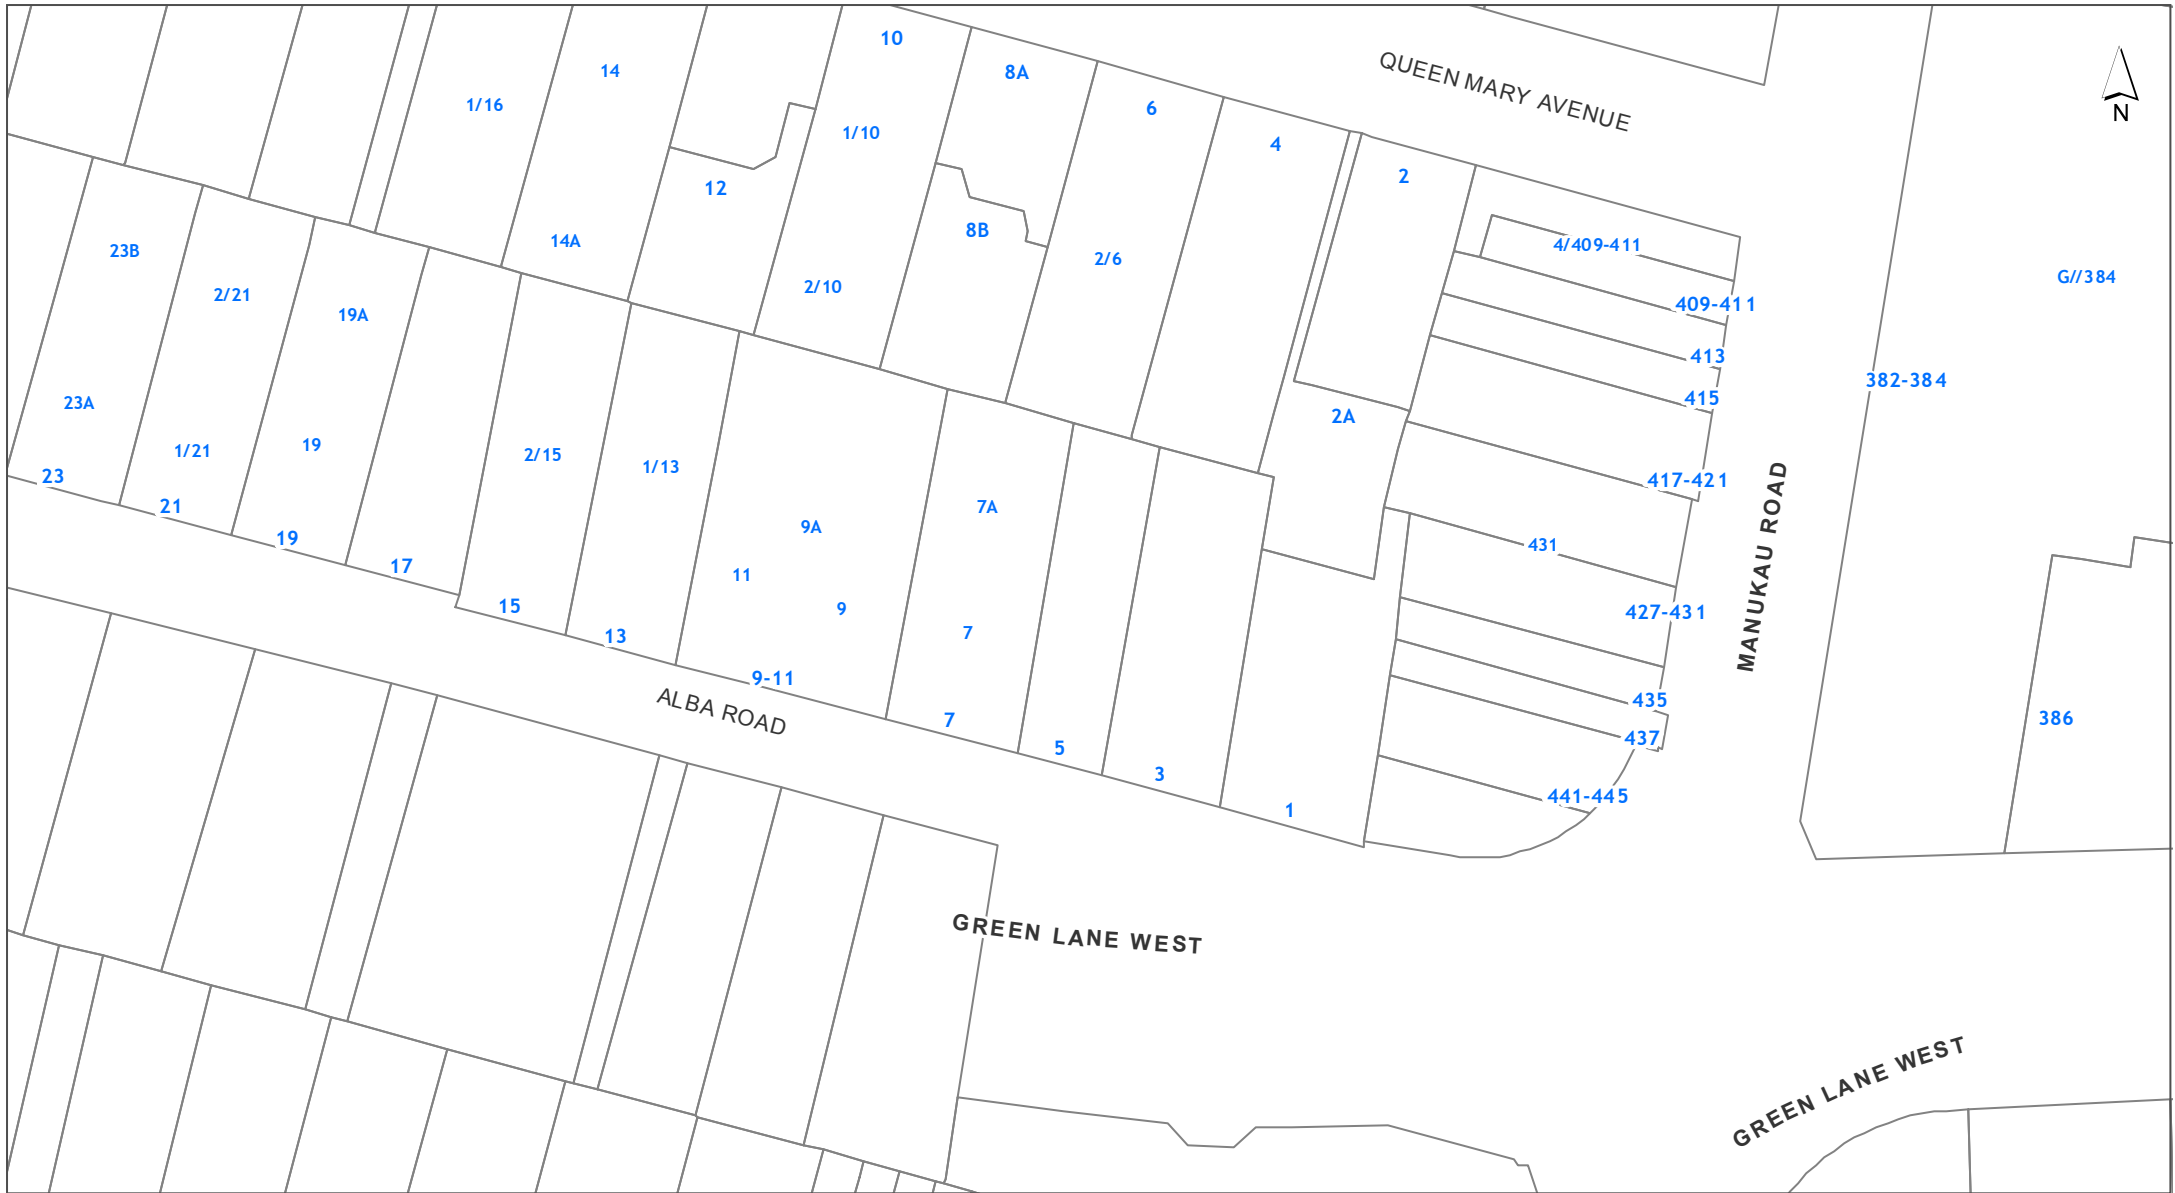 10
QUEEN MARY AVENUE
14
8A
1/16
6
N
1/10
4
2
12
8B
14A
4/409-411
23B
2/6
G//384
2/10
2/21
409-411
19A
413
382-384
415
23A
2A
19
1/21
2/15
1/13
23
417-421
21
7A
9A
19
431
MANUKAU ROAD
17
11
15
9
427-431
13
7
9-11
435
ALBA ROAD
7
386
437
5
3
441-445
1
GREEN LANE WEST
GREEN LANE WEST